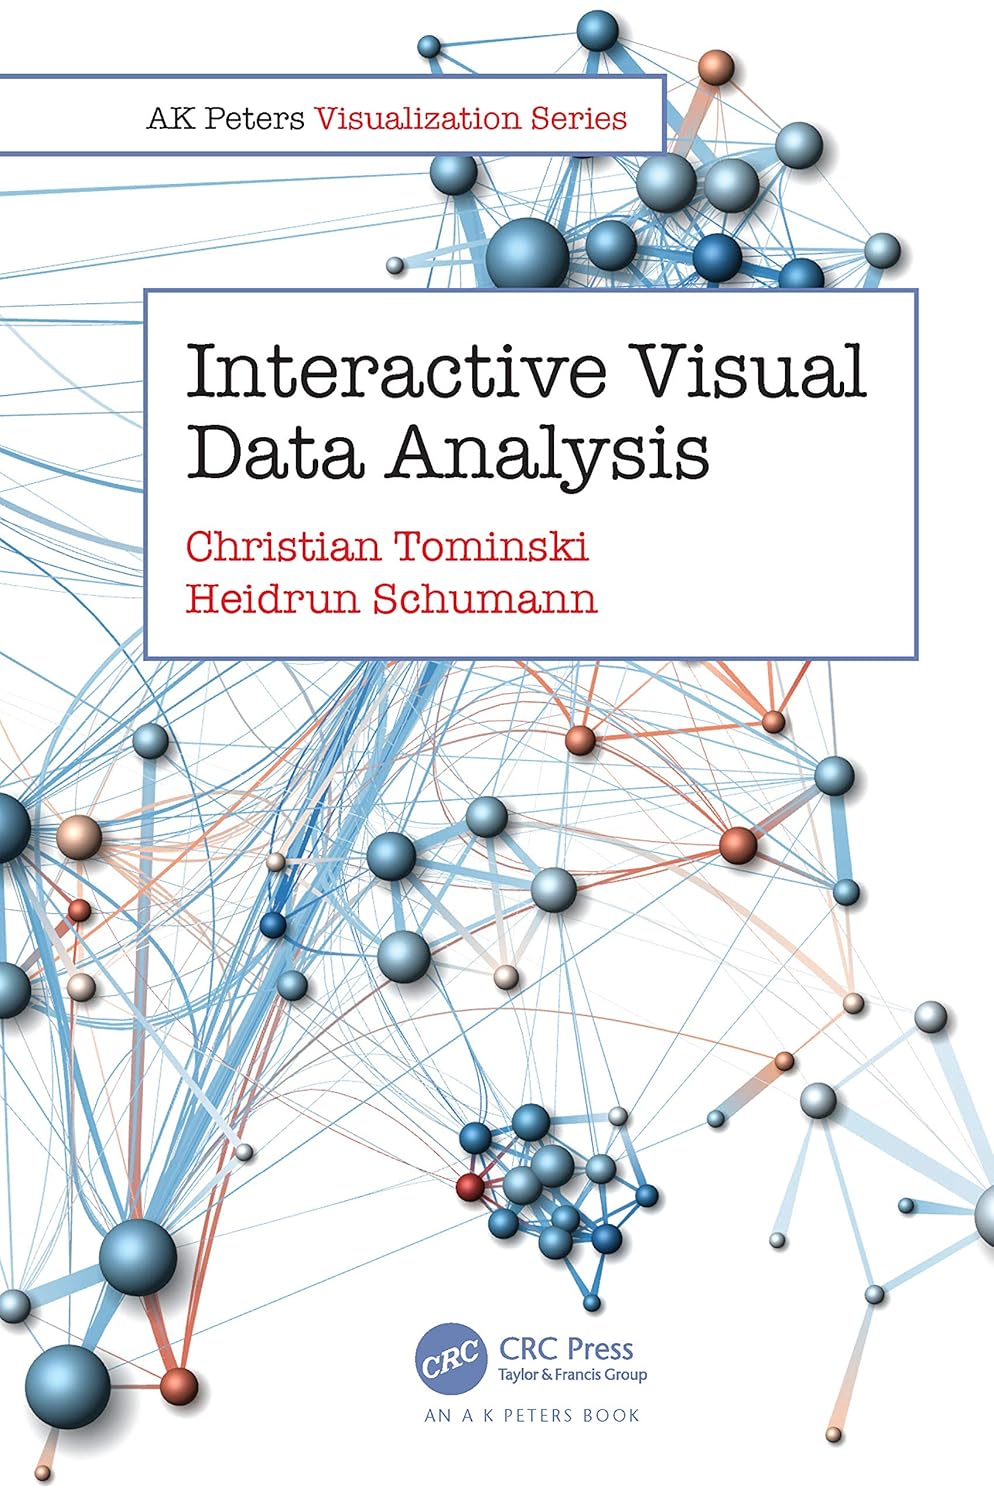 AK Peters Visualization Series
Interactive Visual
Data Analysis
Christian Tominski
Heidrun Schumann
CRC
CRC Press
Taylor & Francis Group
AN A K PETERS BOOK